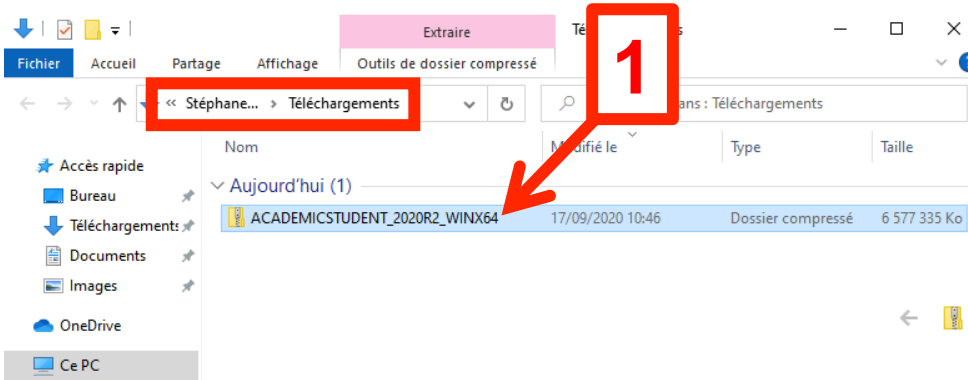 Extraire
Té s
Fichier Accueil Partage Affichage Outils de dossier compressé
1
« Stéphane... > Téléchargements
ans : Téléchargements
Nom Modifié le Type Taille
Accès rapide
Aujourd'hui (1)
Bureau
ACADEMICSTUDENT_2020R2_WINX64 17/09/2020 10:46 Dossier compressé 6 577 335 Ko
Téléchargements
Documents
Images
OneDrive
Ce PC